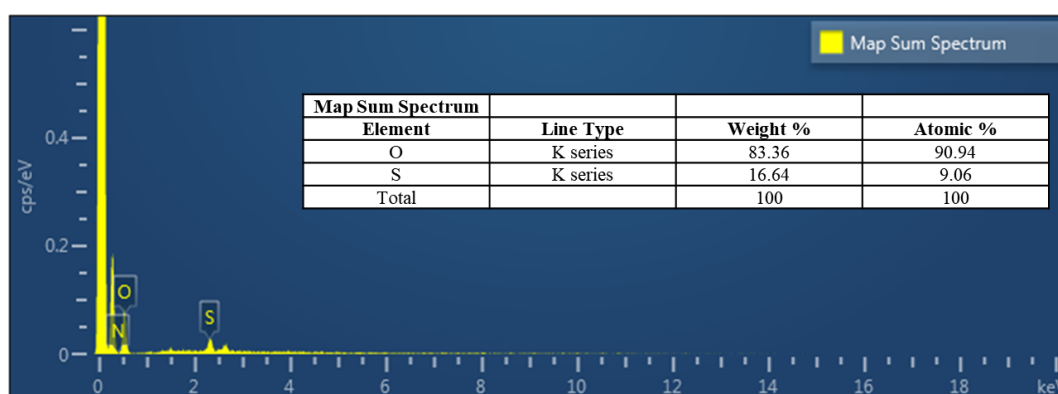 Map Sum Spectrum
Map Sum Spectrum
Element Line Type Weight % Atomic %
O K series 83.36 90.94
S K series 16.64 9.06
Total 100 100
cps/eV
0.4
0.2
0
O
N
S
0 2 4 6 8 10 12 14 16 18 keV